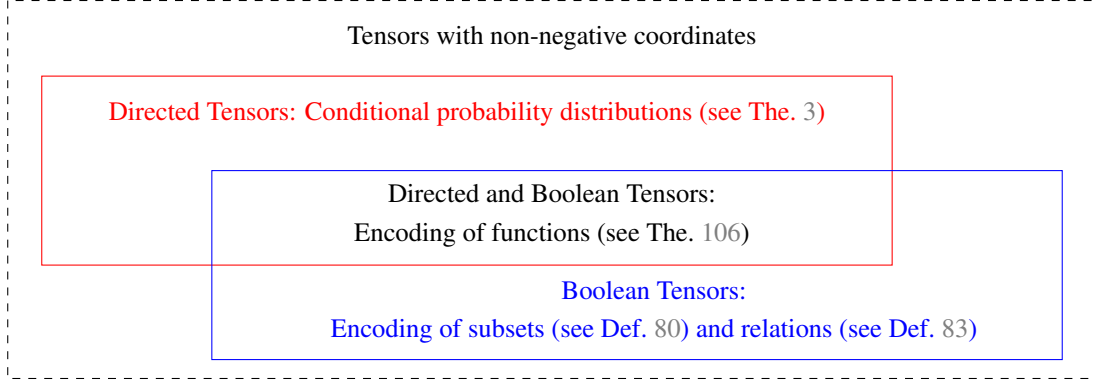 Tensors with non-negative coordinates
Directed Tensors: Conditional probability distributions (see The. 3)
Directed and Boolean Tensors:
Encoding of functions (see The. 106)
Boolean Tensors:
Encoding of subsets (see Def. 80) and relations (see Def. 83)